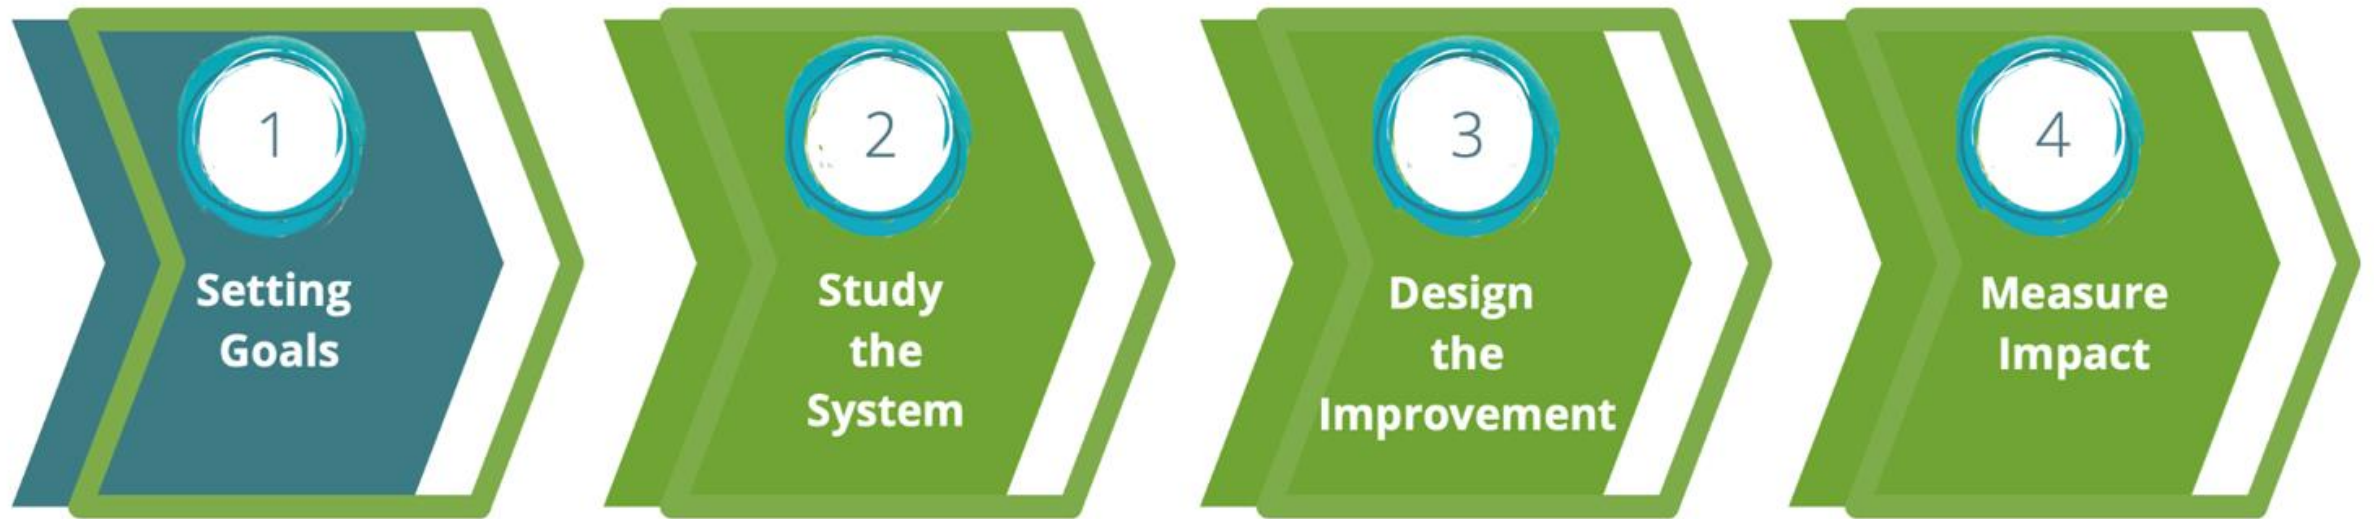 1
Setting
Goals
2
Study
the
System
3
Design
the
Improvement
4
Measure
Impact